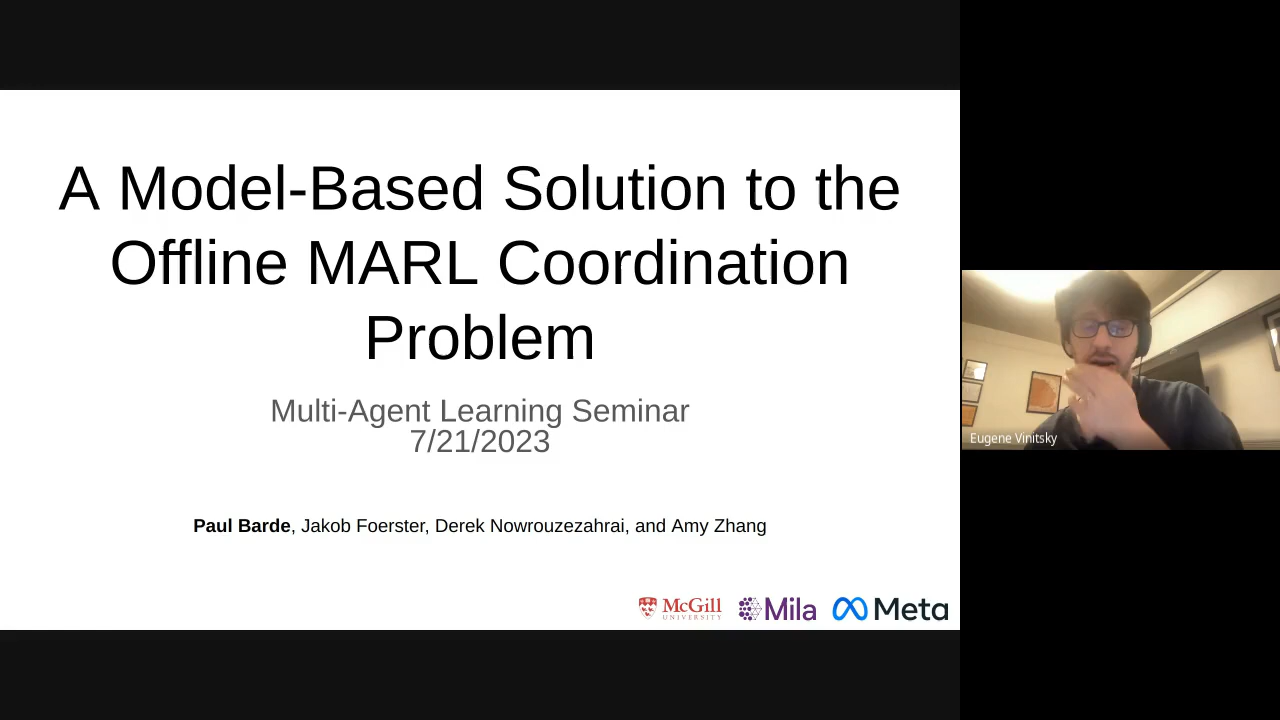 A Model-Based Solution to the
Offline MARL Coordination
Problem
Multi-Agent Learning Seminar
7/21/2023
Paul Barde, Jakob Foerster, Derek Nowrouzezahrai, and Amy Zhang
McGill
UNIVERSITY
Mila
Meta
Eugene Vinitsky